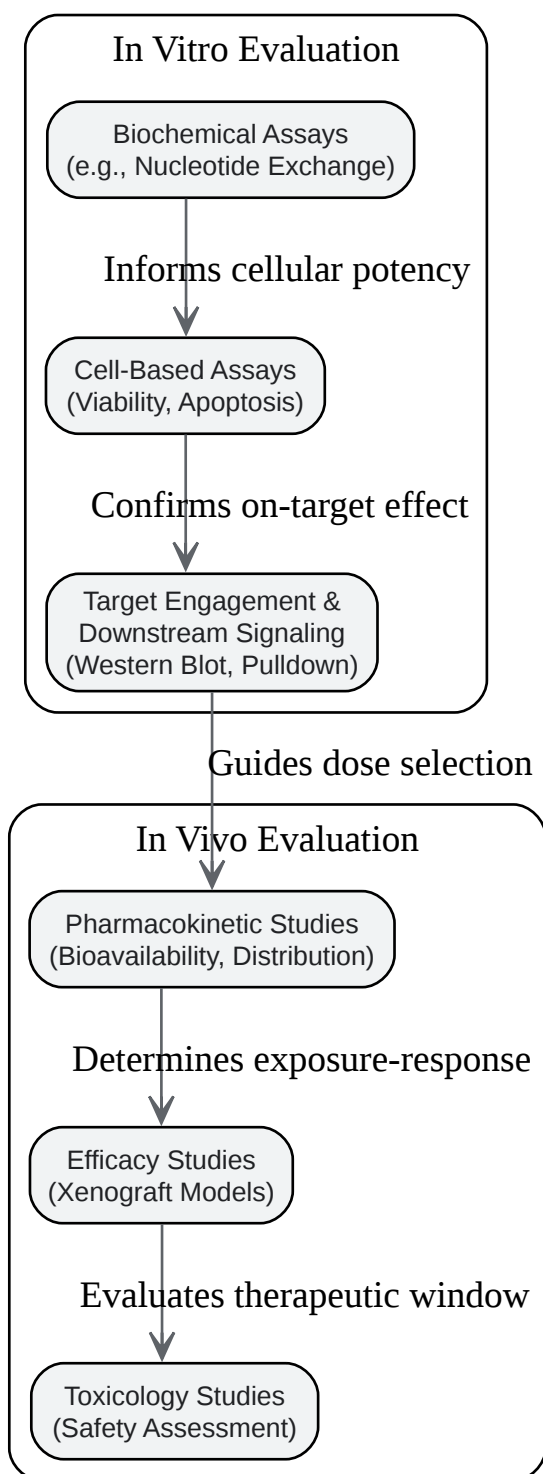 In Vitro Evaluation
Biochemical Assays
(e.g., Nucleotide Exchange)
Informs cellular potency
Cell-Based Assays
(Viability, Apoptosis)
Confirms on-target effect
Target Engagement &
Downstream Signaling
(Western Blot, Pulldown)
Guides dose selection
In Vivo Evaluation
Pharmacokinetic Studies
(Bioavailability, Distribution)
Determines exposure-response
Efficacy Studies
(Xenograft Models)
Evaluates therapeutic window
Toxicology Studies
(Safety Assessment)